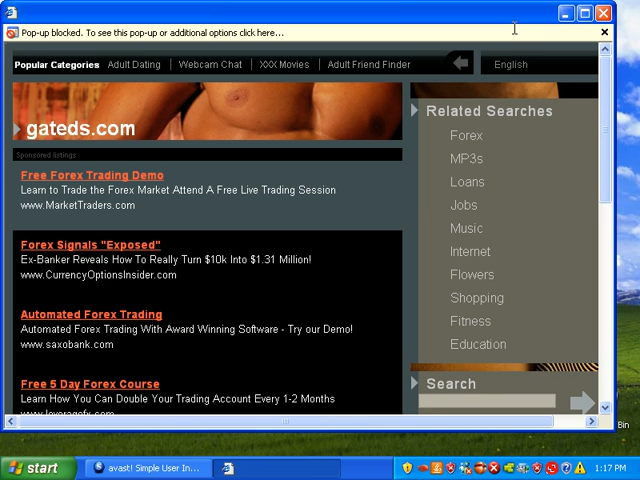 Pop-up blocked. To see this pop-up or additional options click here...
Popular Categories Adult Dating | Webcam Chat | XXX Movies | Adult Friend Finder
English
gateds.com
Sponsored listings
Free Forex Trading Demo
Learn to Trade the Forex Market Attend A Free Live Trading Session
www.MarketTraders.com
Forex Signals "Exposed"
Ex-Banker Reveals How To Really Turn $10k Into $1.31 Million!
www.CurrencyOptionsInsider.com
Automated Forex Trading
Automated Forex Trading With Award Winning Software - Try our Demo!
www.saxobank.com
Free 5 Day Forex Course
Learn How You Can Double Your Trading Account Every 1-2 Months
www.leveragefx.com
Related Searches
Forex
MP3s
Loans
Jobs
Music
Internet
Flowers
Shopping
Fitness
Education
Search
Bin
start
avast! Simple User In...
1:17 PM